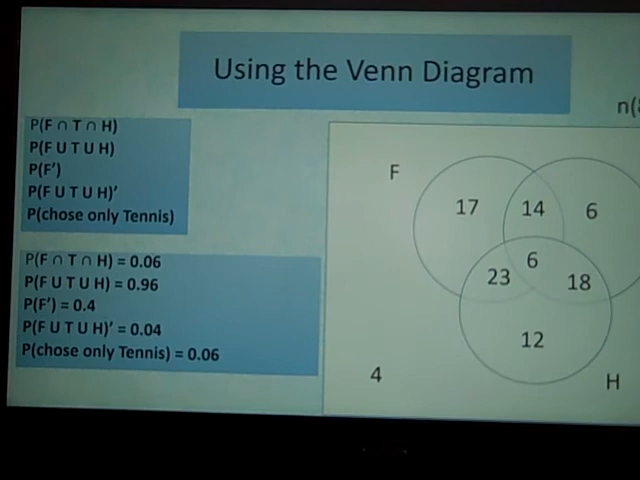 Using the Venn Diagram
n(
P(F ∩ T ∩ H)
P(F U T U H)
P(F')
P(F U T U H)'
P(chose only Tennis)
P(F ∩ T ∩ H) = 0.06
P(F U T U H) = 0.96
P(F') = 0.4
P(F U T U H)' = 0.04
P(chose only Tennis) = 0.06
F
17 14 6
6
23 18
12
4
H